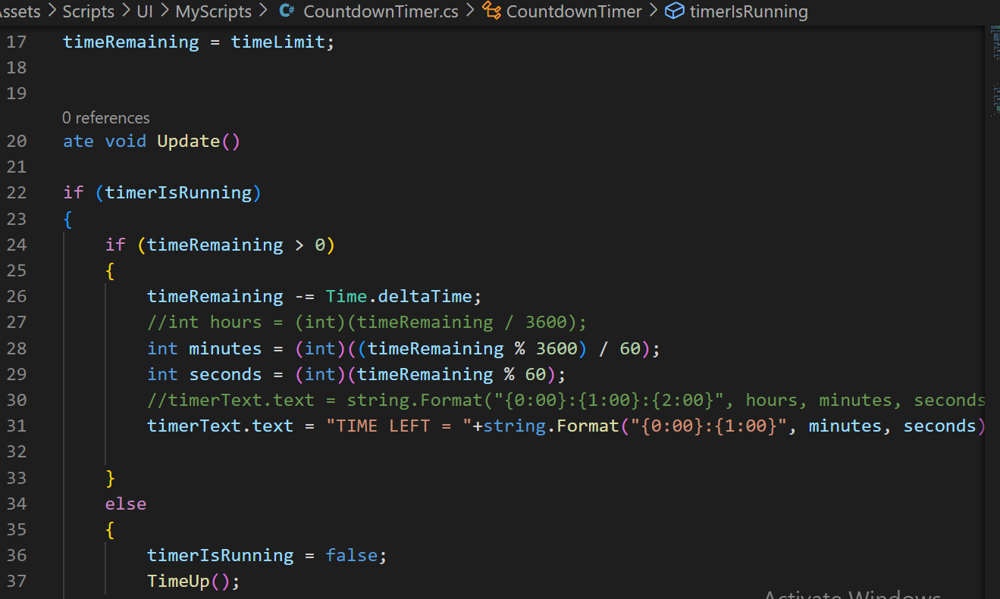 ssets > Scripts > UI > MyScripts > C# CountdownTimer.cs > CountdownTimer > timerIsRunning
17 timeRemaining = timeLimit;
18
19
0 references
20 ate void Update()
21
22 if (timerIsRunning)
23 {
24 if (timeRemaining > 0)
25 {
26 timeRemaining -= Time.deltaTime;
27 //int hours = (int)(timeRemaining / 3600);
28 int minutes = (int)((timeRemaining % 3600) / 60);
29 int seconds = (int)(timeRemaining % 60);
30 //timerText.text = string.Format("{0:00}:{1:00}:{2:00}", hours, minutes, seconds
31 timerText.text = "TIME LEFT = "+string.Format("{0:00}:{1:00}", minutes, seconds)
32
33 }
34 else
35 {
36 timerIsRunning = false;
37 TimeUp();
Activate Windows